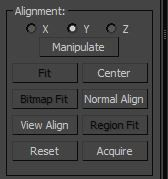 Alignment:
X Y Z
Manipulate
Fit Center
Bitmap Fit Normal Align
View Align Region Fit
Reset Acquire